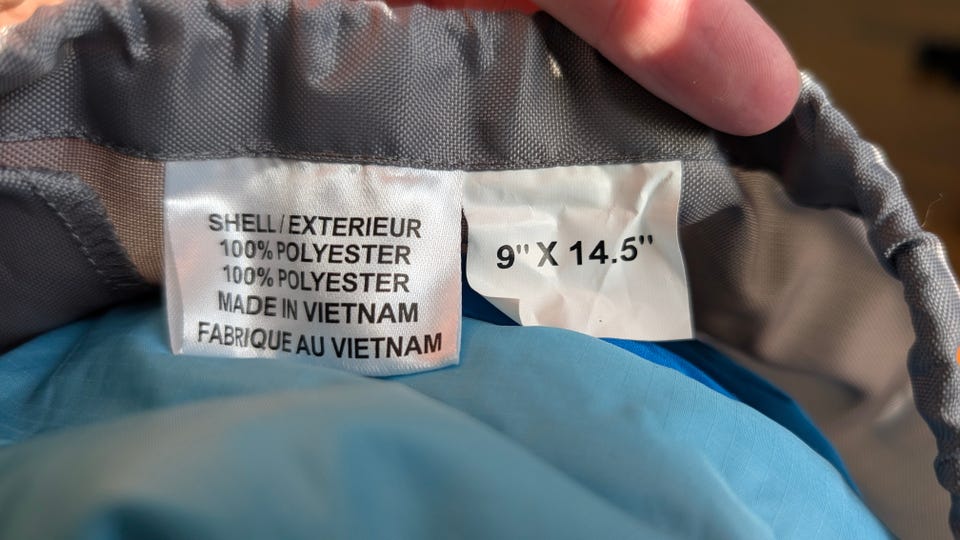 SHELL/EXTERIEUR
100% POLYESTER
100% POLYESTER
MADE IN VIETNAM
FABRIQUE AU VIETNAM
9" X 14.5"